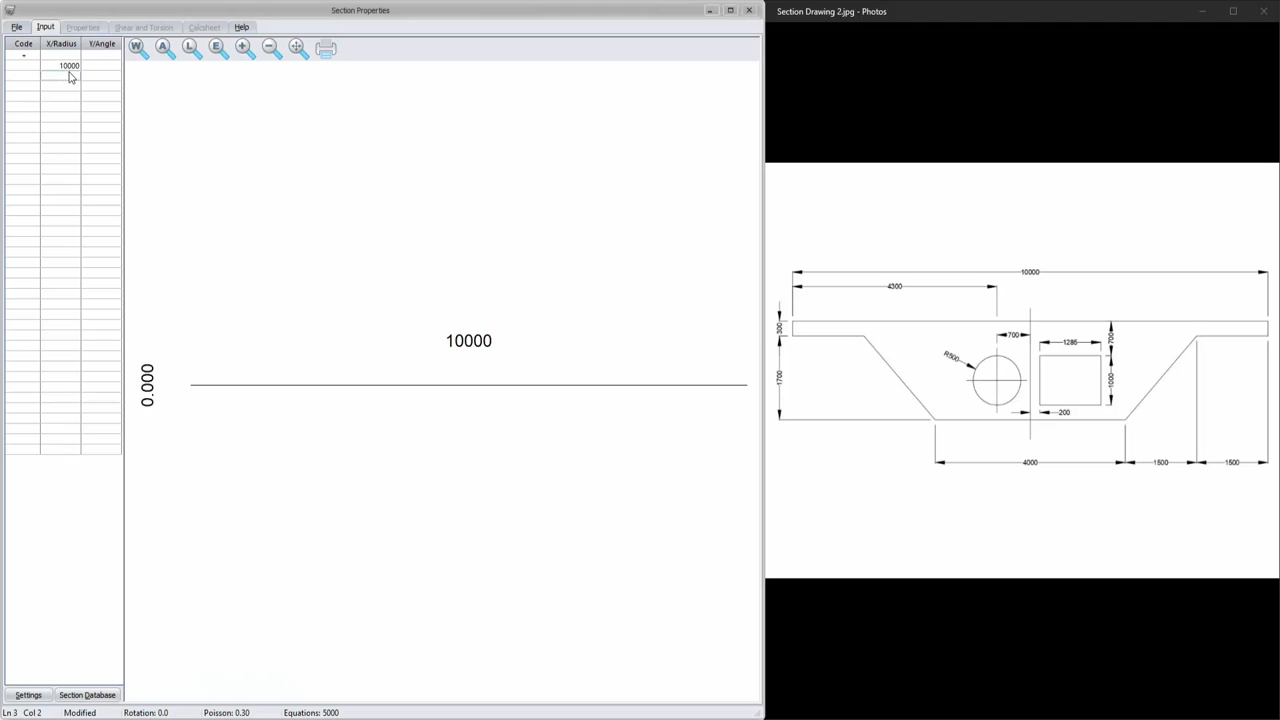 Section Properties
File Input Properties Shear and Torsion Calcsheet Help
Code X/Radius Y/Angle
W A L E
+
10000
10000
0.000
Settings Section Database
Ln 3 Col 2 Modified Rotation: 0.0 Poisson: 0.30 Equations: 5000
Section Drawing 2.jpg - Photos
10000
4300
300
700
700
R500
1285
1700
1000
200
4000
1500
1500